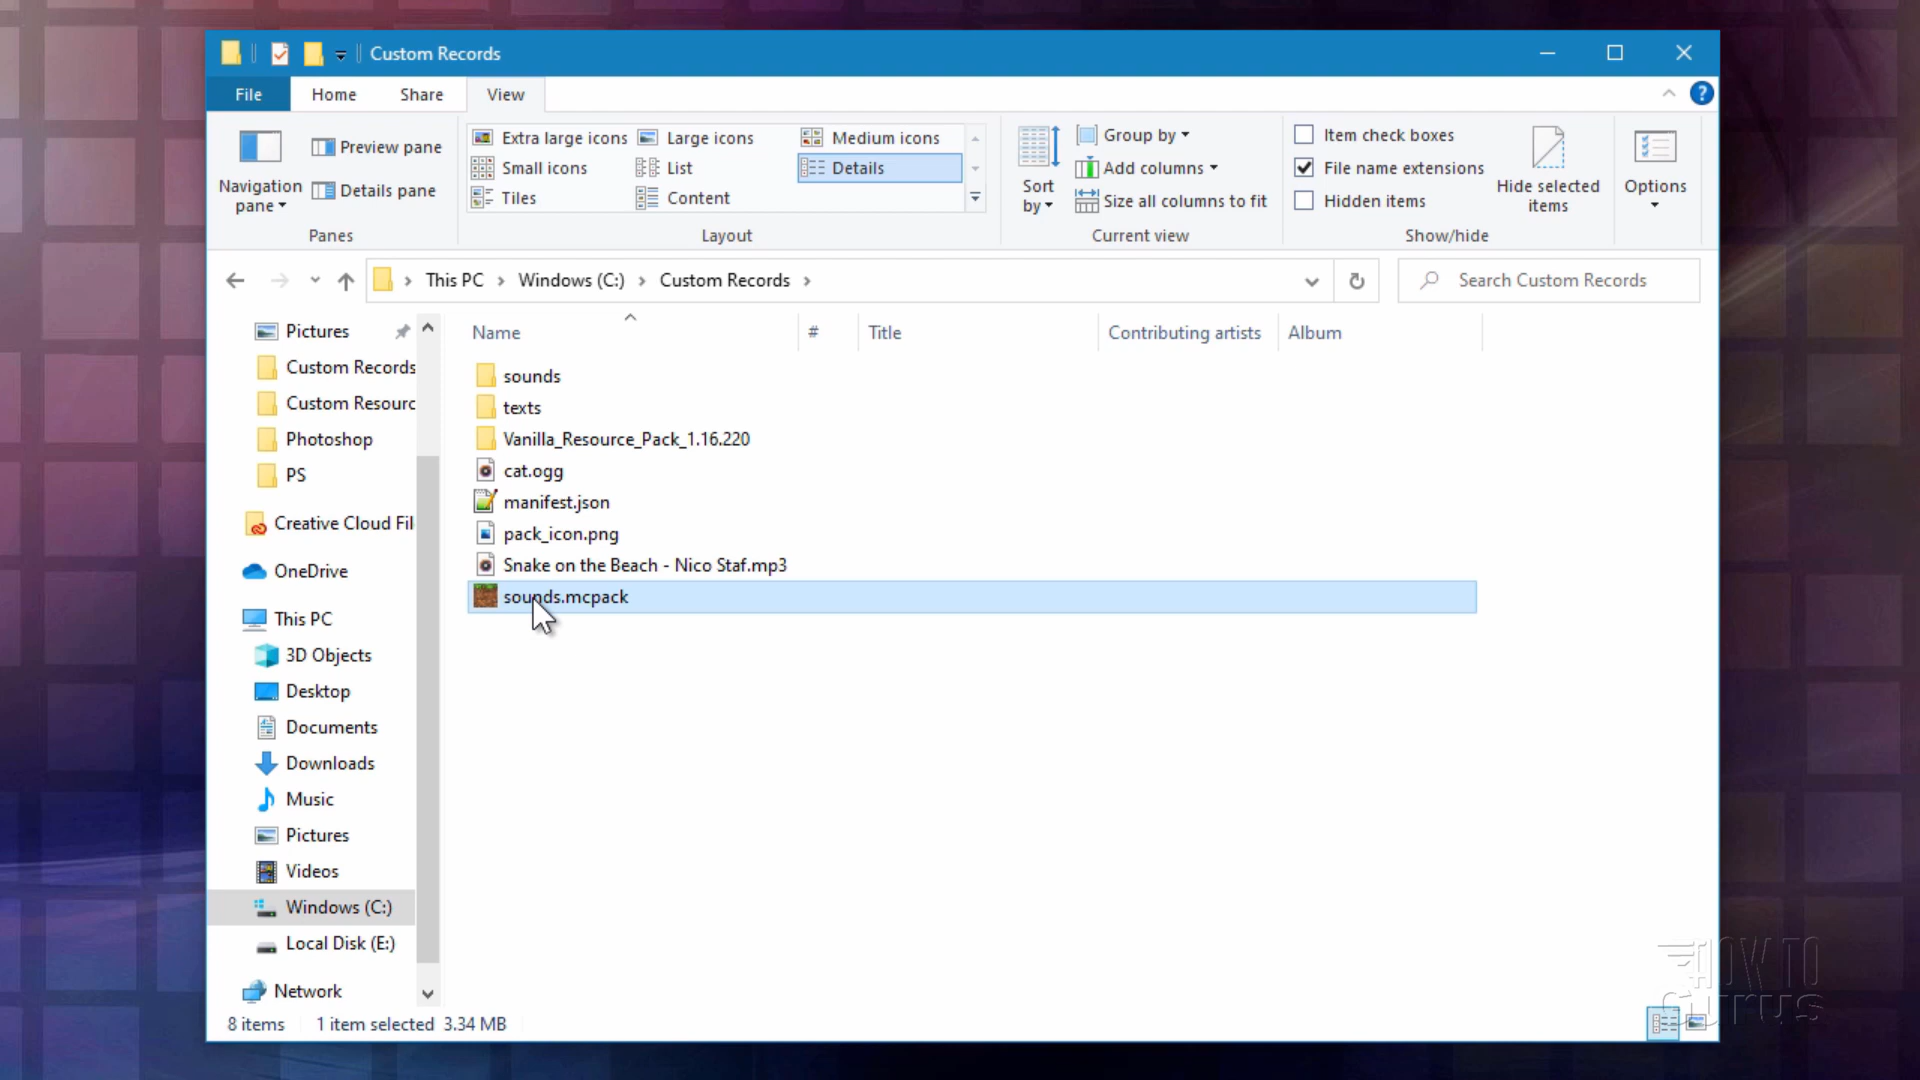 Custom Records
File Home Share View
Navigation pane
Preview pane
Details pane
Panes
Extra large icons Large icons Medium icons
Small icons List Details
Tiles Content
Layout
Sort by
Group by
Add columns
Size all columns to fit
Current view
Item check boxes
File name extensions
Hidden items
Hide selected items
Show/hide
Options
This PC Windows (C:) Custom Records
Search Custom Records
Pictures
Custom Records
Custom Resourc
Photoshop
PS
Creative Cloud Fil
OneDrive
This PC
3D Objects
Desktop
Documents
Downloads
Music
Pictures
Videos
Windows (C:)
Local Disk (E:)
Network
Name # Title Contributing artists Album
sounds
texts
Vanilla_Resource_Pack_1.16.220
cat.ogg
manifest.json
pack_icon.png
Snake on the Beach - Nico Staf.mp3
sounds.mcpack
8 items 1 item selected 3.34 MB
HOW TO
Gurus